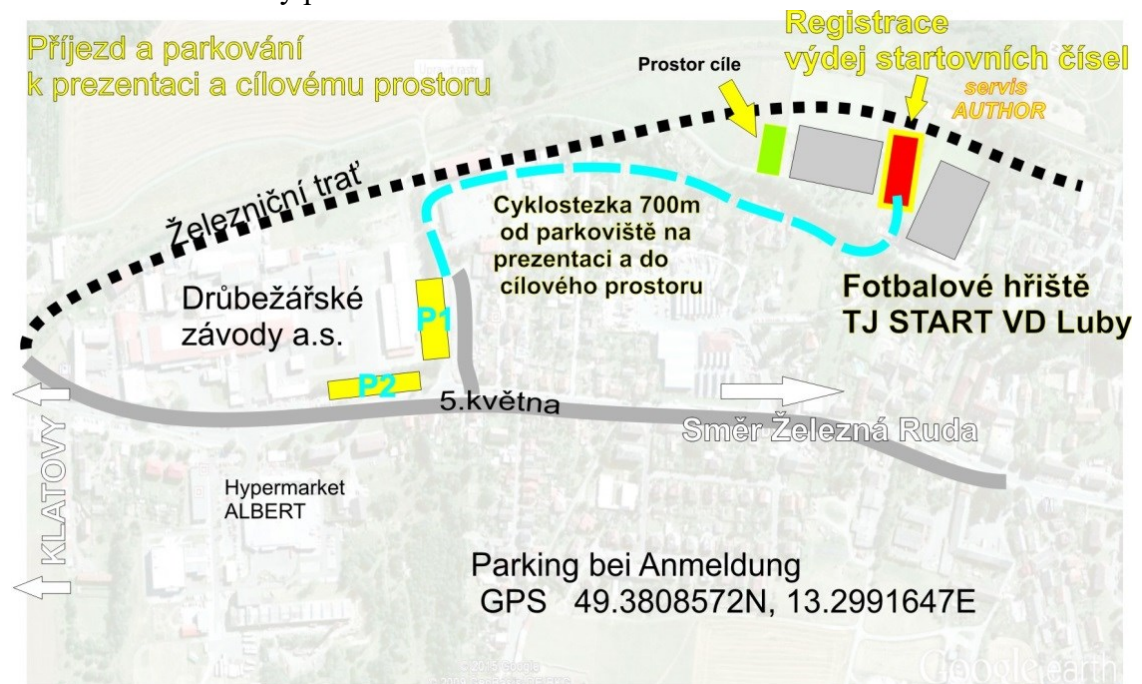 Příjezd a parkování
k prezentaci a cílovému prostoru
Registrace
výdej startovních čísel
servis
AUTHOR
Prostor cíle
Železniční trať
Cyklostezka 700m
od parkoviště na
prezentaci a do
cílového prostoru
Drůbežářské
závody a.s.
Fotbalové hřiště
TJ START VD Luby
P1
P2
5.května
Směr Železná Ruda
KLATOVY
Hypermarket
ALBERT
Parking bei Anmeldung
GPS 49.3808572N, 13.2991647E
Google earth